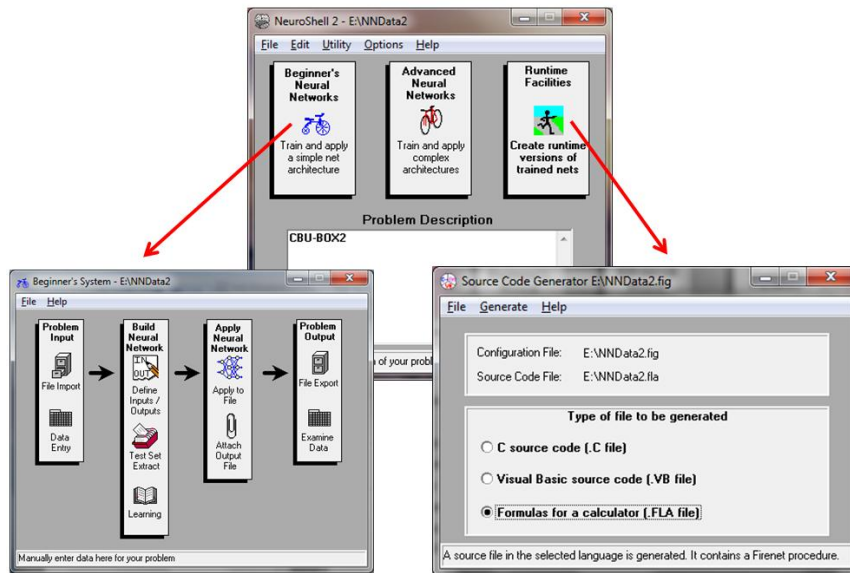 NeuroShell 2 - E:\NNData2
File Edit Utility Options Help
Beginner's
Neural
Networks
Train and apply
a simple net
architecture
Advanced
Neural
Networks
Train and apply
complex
architectures
Runtime
Facilities
Create runtime
versions of
trained nets
Problem Description
CBU-BOX2
of your probl
Beginner's System - E:\NNData2
File Help
Problem
Input
File Import
Data
Entry
Build
Neural
Network
IN
OUT
Define
Inputs /
Outputs
Test Set
Extract
Learning
Apply
Neural
Network
Apply to
File
Attach
Output
File
Problem
Output
File Export
Examine
Data
Manually enter data here for your problem
Source Code Generator E:\NNData2.fig
File Generate Help
Configuration File: E:\NNData2.fig
Source Code File: E:\NNData2.fla
Type of file to be generated
C source code (.C file)
Visual Basic source code (.VB file)
Formulas for a calculator (.FLA file)
A source file in the selected language is generated. It contains a Firenet procedure.